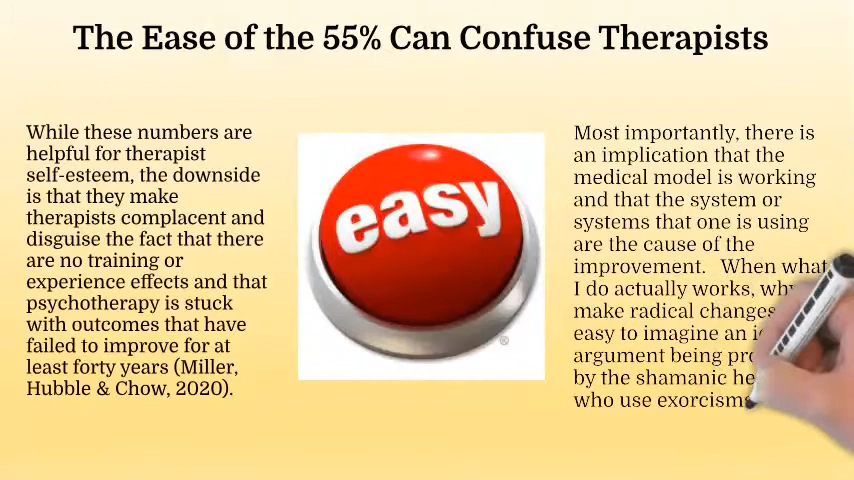 The Ease of the 55% Can Confuse Therapists
While these numbers are
helpful for therapist
self-esteem, the downside
is that they make
therapists complacent and
disguise the fact that there
are no training or
experience effects and that
psychotherapy is stuck
with outcomes that have
failed to improve for at
least forty years (Miller,
Hubble & Chow, 2020).
easy
®
Most importantly, there is
an implication that the
medical model is working
and that the system or
systems that one is using
are the cause of the
improvement. When what
I do actually works, why
make radical changes
easy to imagine an
argument being
by the shamanic
who use exorcisms